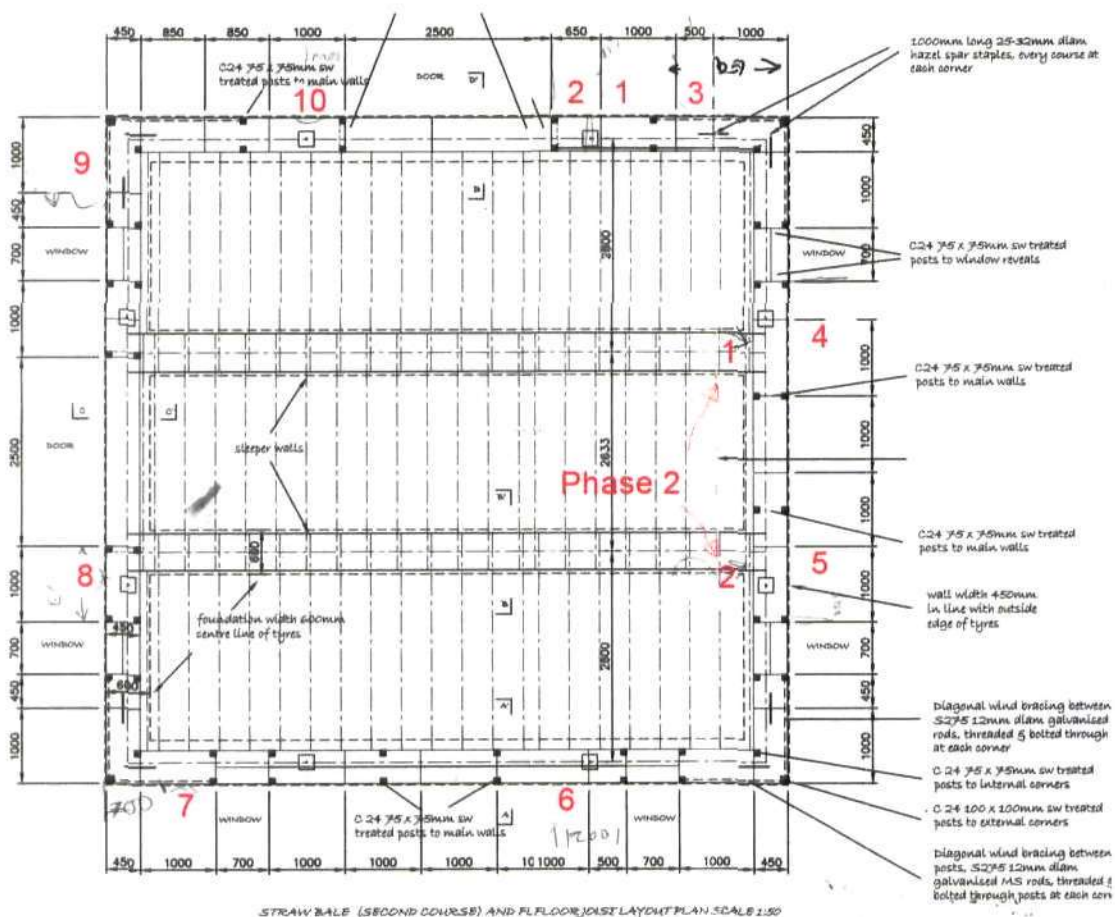 450 850 850 1000 2500 650 1000 500 1000
C24 75 x 75mm sw
treated posts to main walls
DOOR
10
2 1 3
1000mm long 25-32mm diam
hazel spar staples, every course at
each corner
9
1000
450
700
1000
2500
1000
700
450
1000
WINDOW
DOOR
8
WINDOW
2800
2633
2800
sleeper walls
Phase 2
1
2
680
450
600
foundation width 600mm
centre line of tyres
450
1000
700
1000
1000
1000
1000
700
450
1000
WINDOW
4
5
WINDOW
C24 75 x 75mm sw treated
posts to window reveals
C24 75 x 75mm sw treated
posts to main walls
C24 75 x 75mm sw treated
posts to main walls
wall width 450mm
in line with outside
edge of tyres
Diagonal wind bracing between
S275 12mm diam galvanised
rods, threaded & bolted through
at each corner
C 24 75 x 75mm sw treated
posts to internal corners
C 24 100 x 100mm sw treated
posts to external corners
Diagonal wind bracing between
posts, S275 12mm diam
galvanised MS rods, threaded &
bolted through posts at each corn
7
WINDOW
C 24 75 x 75mm sw
treated posts to main walls
6
A
WINDOW
450 1000 700 1000 1000 1000 10 1000 500 700 1000 450
STRAW BALE (SECOND COURSE) AND FLFLOOR JOIST LAYOUT PLAN SCALE 1:50